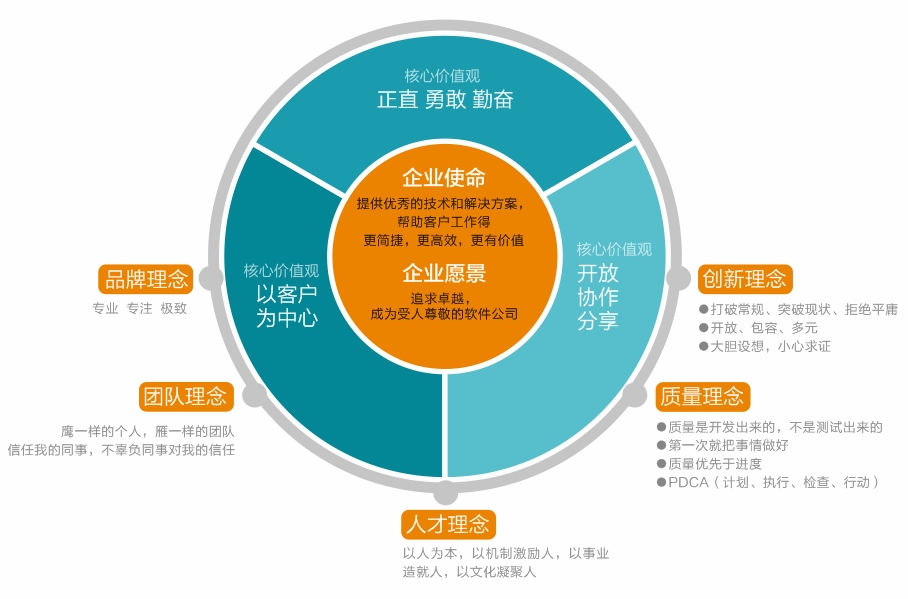 核心价值观
正直 勇敢 勤奋
企业使命
提供优秀的技术和解决方案，
帮助客户工作得
更简捷，更高效，更有价值
企业愿景
追求卓越，
成为受人尊敬的软件公司
核心价值观
以客户
为中心
核心价值观
开放
协作
分享
品牌理念
专业 专注 极致
团队理念
鹰一样的个人，雁一样的团队
信任我的同事，不辜负同事对我的信任
人才理念
以人为本，以机制激励人，以事业
造就人，以文化凝聚人
创新理念
●打破常规、突破现状、拒绝平庸
●开放、包容、多元
●大胆设想，小心求证
质量理念
●质量是开发出来的，不是测试出来的
●第一次就把事情做好
●质量优先于进度
●PDCA（计划、执行、检查、行动）